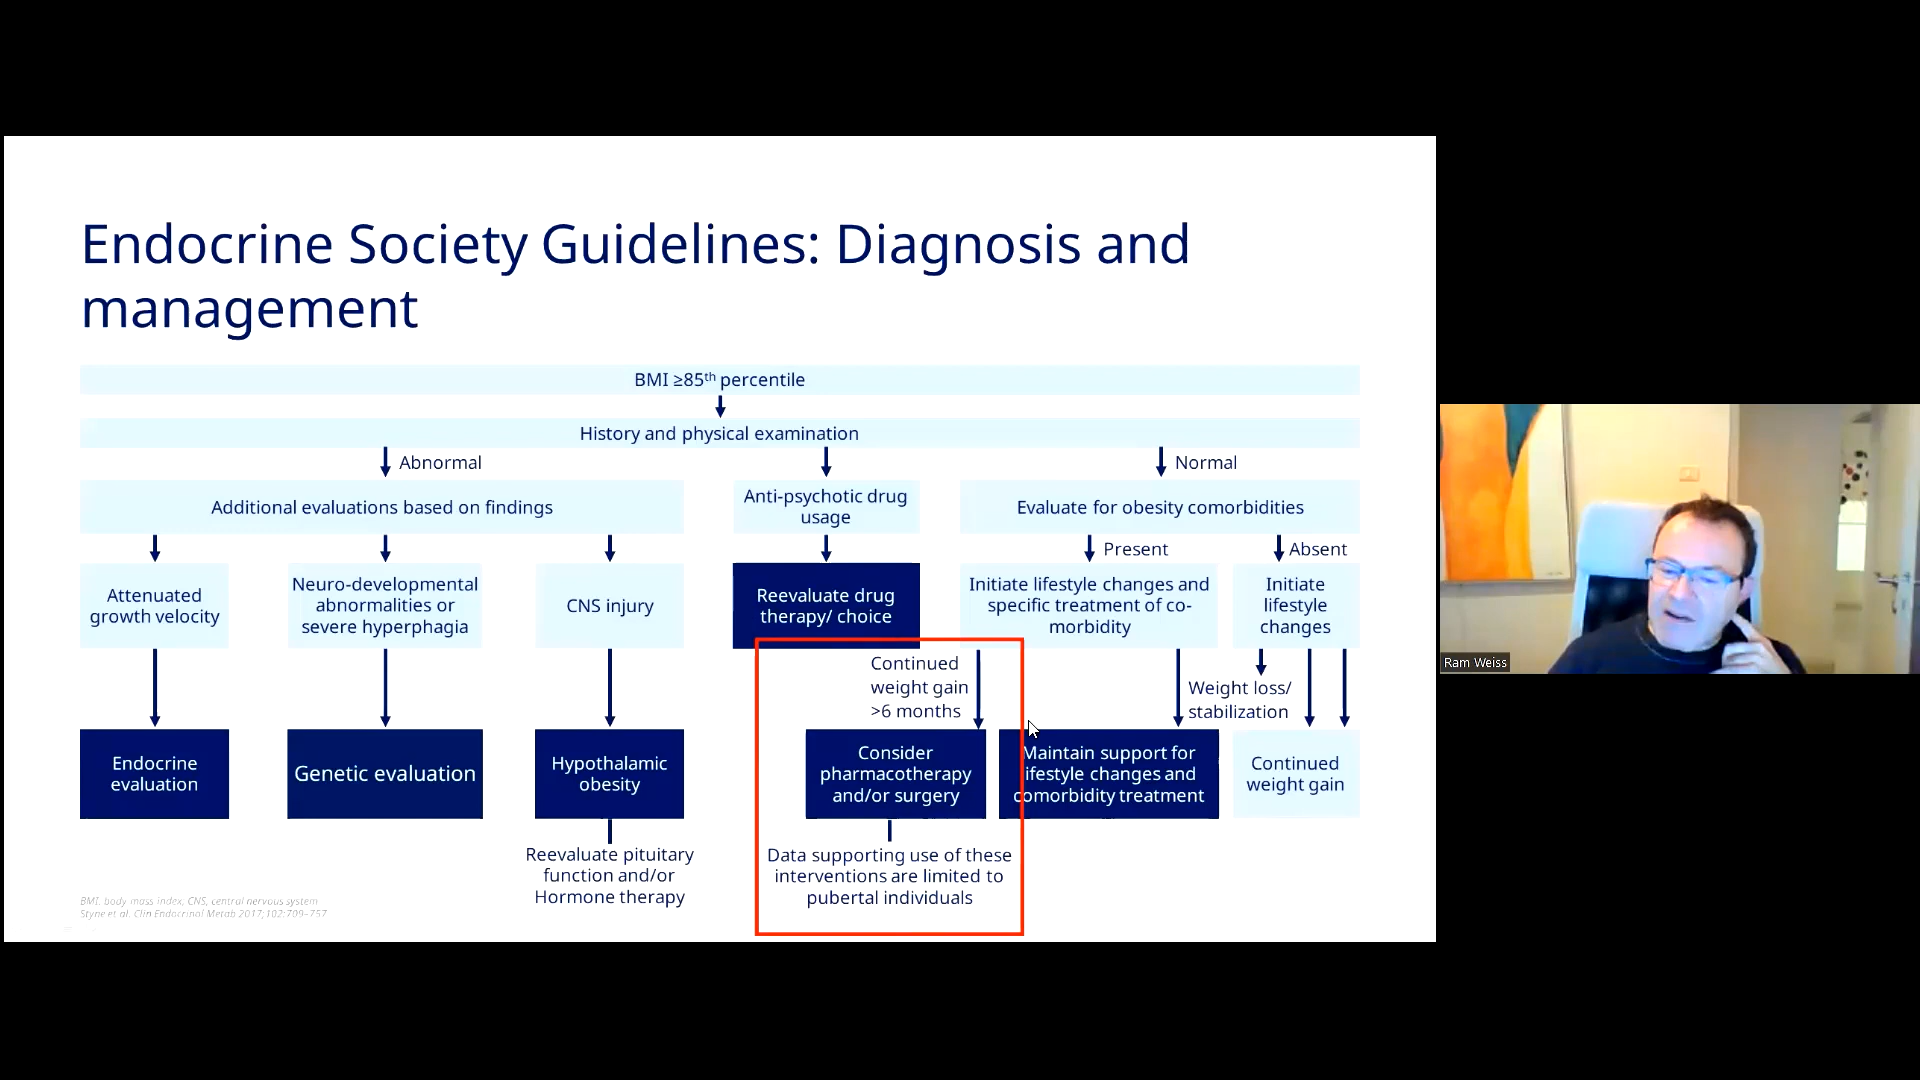 Endocrine Society Guidelines: Diagnosis and
management
BMI ≥85th percentile
History and physical examination
Abnormal
Normal
Additional evaluations based on findings
Anti-psychotic drug
usage
Evaluate for obesity comorbidities
Present
Absent
Attenuated
growth velocity
Neuro-developmental
abnormalities or
severe hyperphagia
CNS injury
Reevaluate drug
therapy/ choice
Initiate lifestyle changes and
specific treatment of co-
morbidity
Initiate
lifestyle
changes
Continued
weight gain
>6 months
Weight loss/
stabilization
Endocrine
evaluation
Genetic evaluation
Hypothalamic
obesity
Consider
pharmacotherapy
and/or surgery
Maintain support for
lifestyle changes and
comorbidity treatment
Continued
weight gain
Reevaluate pituitary
function and/or
Hormone therapy
Data supporting use of these
interventions are limited to
pubertal individuals
BMI, body mass index; CNS, central nervous system
Styne et al. Clin Endocrinol Metab 2017;102:709–757
Ram Weiss